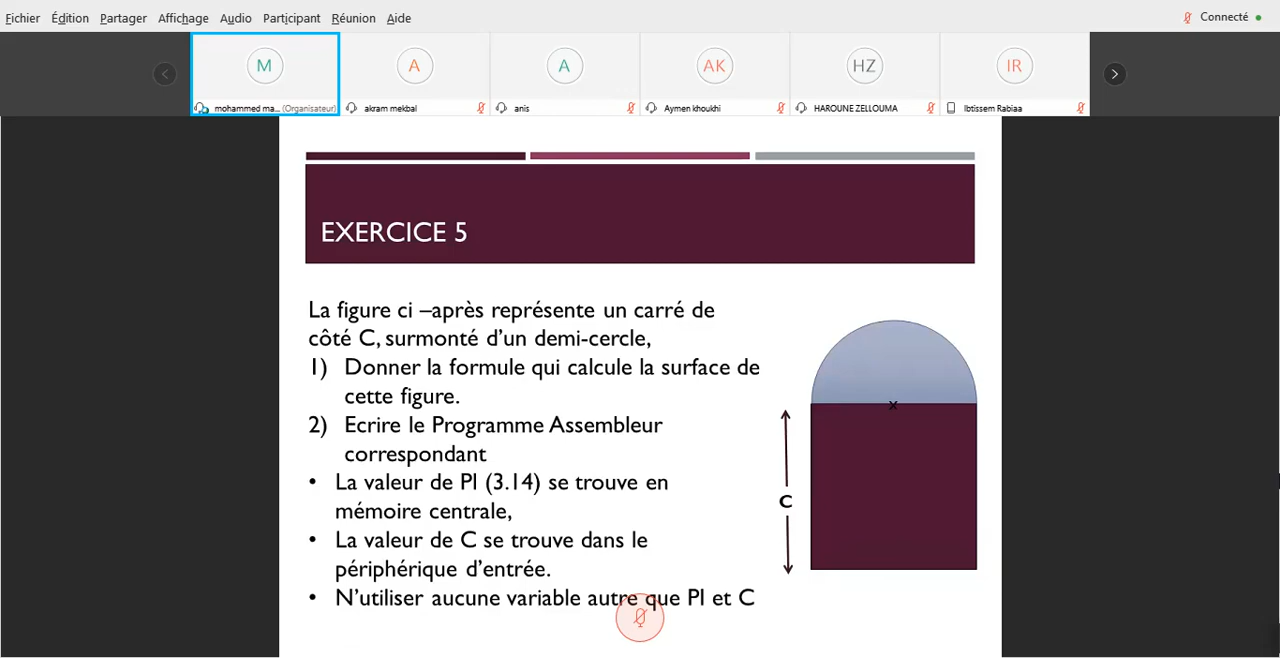 Fichier Édition Partager Affichage Audio Participant Réunion Aide
Connecté
M
A
A
AK
HZ
IR
mohammed ma... (Organisateur)
akram mekbal
anis
Aymen khoukhi
HAROUNE ZELLOUMA
Ibtissem Rabiaa
EXERCICE 5
La figure ci –après représente un carré de
côté C, surmonté d'un demi-cercle,
1) Donner la formule qui calcule la surface de
cette figure.
2) Ecrire le Programme Assembleur
correspondant
• La valeur de PI (3.14) se trouve en
mémoire centrale,
• La valeur de C se trouve dans le
périphérique d'entrée.
• N'utiliser aucune variable autre que PI et C
x
C